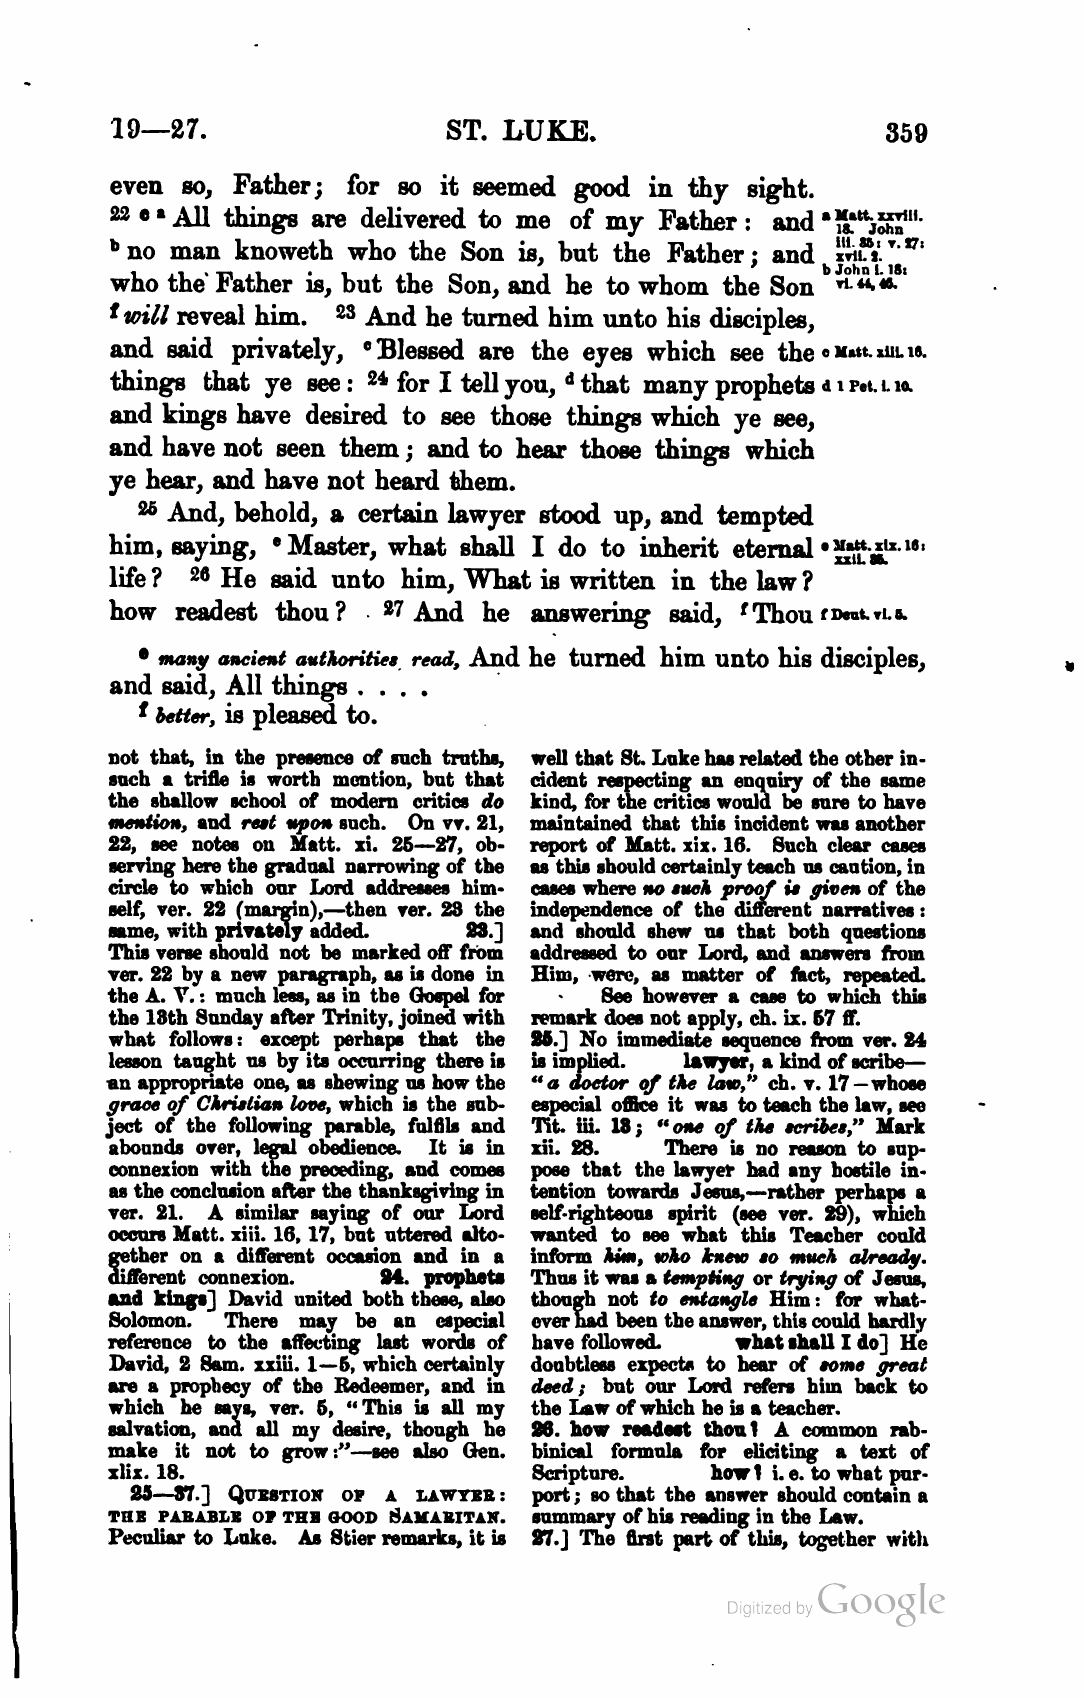 19—27. ST. LUKE. 359
even so, Father; for so it seemed good in thy sight.
22 e a All things are delivered to me of my Father: and
b no man knoweth who the Son is, but the Father; and
who the Father is, but the Son, and he to whom the Son
f will reveal him. 23 And he turned him unto his disciples,
and said privately, c Blessed are the eyes which see the
things that ye see: 24 for I tell you, d that many prophets
and kings have desired to see those things which ye see,
and have not seen them; and to hear those things which
ye hear, and have not heard them.
25 And, behold, a certain lawyer stood up, and tempted
him, saying, e Master, what shall I do to inherit eternal
life? 26 He said unto him, What is written in the law?
how readest thou? 27 And he answering said, f Thou
a Matt. xxviii.
18. John
iii. 35: v. 27:
xvii. 2.
b John i. 18:
vi. 44, 46.
c Matt. xiii. 16.
d 1 Pet. i. 10.
e Matt. xix. 16:
xxii. 35.
f Deut. vi. 5.
e many ancient authorities read, And he turned him unto his disciples,
and said, All things . . . .
f better, is pleased to.
not that, in the presence of such truths,
such a trifle is worth mention, but that
the shallow school of modern critics do
mention, and rest upon such. On vv. 21,
22, see notes on Matt. xi. 25—27, ob-
serving here the gradual narrowing of the
circle to which our Lord addresses him-
self, ver. 22 (margin),—then ver. 23 the
same, with privately added. 23.]
This verse should not be marked off from
ver. 22 by a new paragraph, as is done in
the A. V.: much less, as in the Gospel for
the 13th Sunday after Trinity, joined with
what follows: except perhaps that the
lesson taught us by its occurring there is
an appropriate one, as shewing us how the
grace of Christian love, which is the sub-
ject of the following parable, fulfils and
abounds over, legal obedience. It is in
connexion with the preceding, and comes
as the conclusion after the thanksgiving in
ver. 21. A similar saying of our Lord
occurs Matt. xiii. 16, 17, but uttered alto-
gether on a different occasion and in a
different connexion. 24. prophets
and kings] David united both these, also
Solomon. There may be an especial
reference to the affecting last words of
David, 2 Sam. xxiii. 1—5, which certainly
are a prophecy of the Redeemer, and in
which he says, ver. 5, "This is all my
salvation, and all my desire, though he
make it not to grow:"—see also Gen.
xlix. 18.
25—37.] QUESTION OF A LAWYER:
THE PARABLE OF THE GOOD SAMARITAN.
Peculiar to Luke. As Stier remarks, it is
well that St. Luke has related the other in-
cident respecting an enquiry of the same
kind, for the critics would be sure to have
maintained that this incident was another
report of Matt. xix. 16. Such clear cases
as this should certainly teach us caution, in
cases where no such proof is given of the
independence of the different narratives:
and should shew us that both questions
addressed to our Lord, and answers from
Him, were, as matter of fact, repeated.
See however a case to which this
remark does not apply, ch. ix. 57 ff.
25.] No immediate sequence from ver. 24
is implied. lawyer, a kind of scribe—
"a doctor of the law," ch. v. 17—whose
especial office it was to teach the law, see
Tit. iii. 13; "one of the scribes," Mark
xii. 28. There is no reason to sup-
pose that the lawyer had any hostile in-
tention towards Jesus,—rather perhaps a
self-righteous spirit (see ver. 29), which
wanted to see what this Teacher could
inform him, who knew so much already.
Thus it was a tempting or trying of Jesus,
though not to entangle Him: for what-
ever had been the answer, this could hardly
have followed. what shall I do] He
doubtless expects to hear of some great
deed; but our Lord refers him back to
the Law of which he is a teacher.
26. how readest thou? A common rab-
binical formula for eliciting a text of
Scripture. how? i. e. to what pur-
port; so that the answer should contain a
summary of his reading in the Law.
27.] The first part of this, together with
Digitized by Google